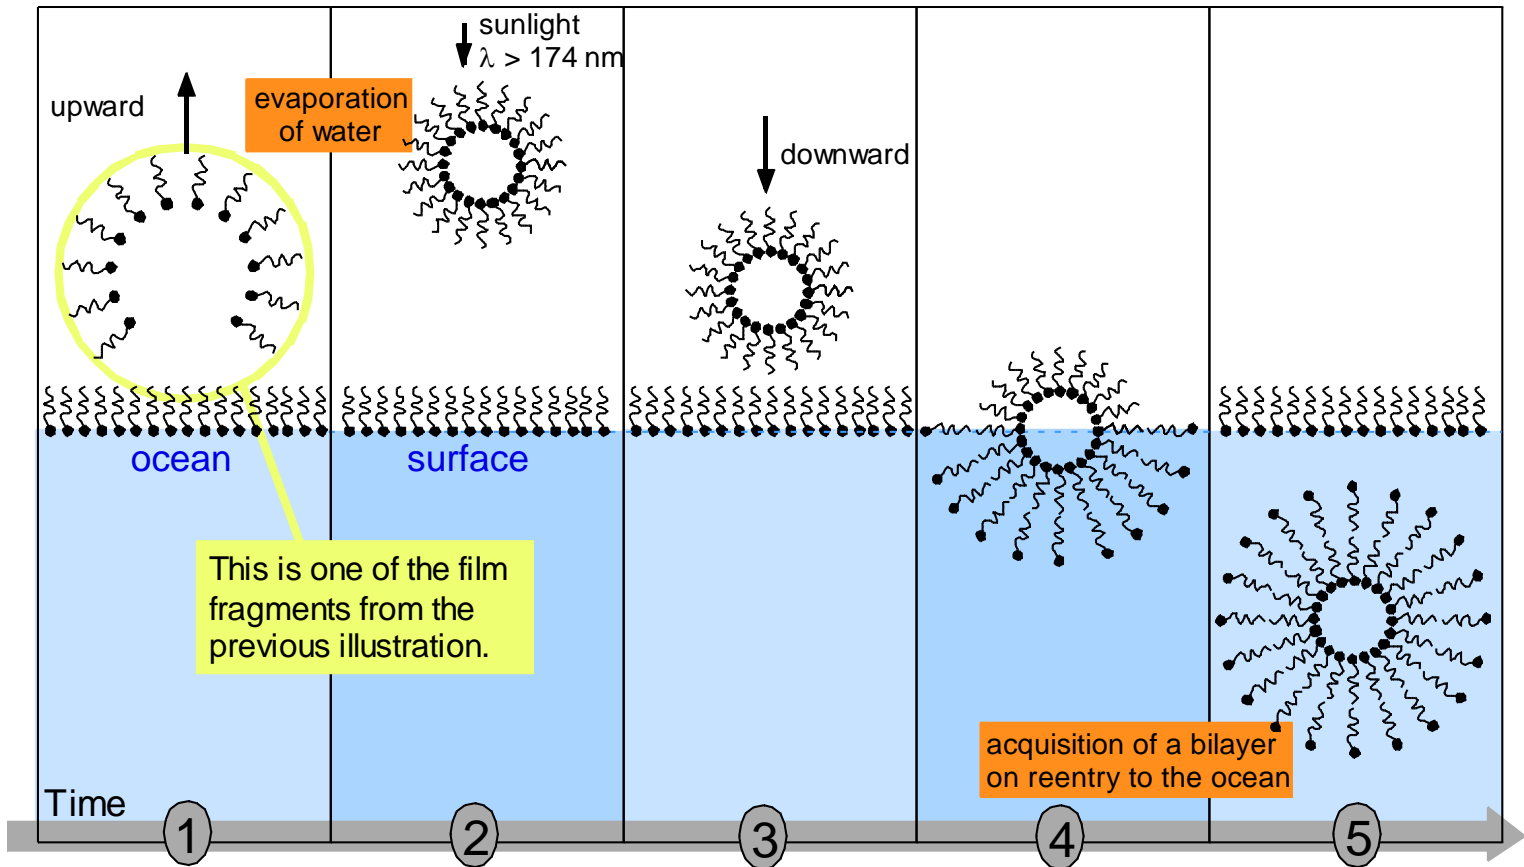 sunlight
λ > 174 nm
upward
evaporation
of water
downward
ocean
surface
This is one of the film
fragments from the
previous illustration.
acquisition of a bilayer
on reentry to the ocean
Time
1
2
3
4
5